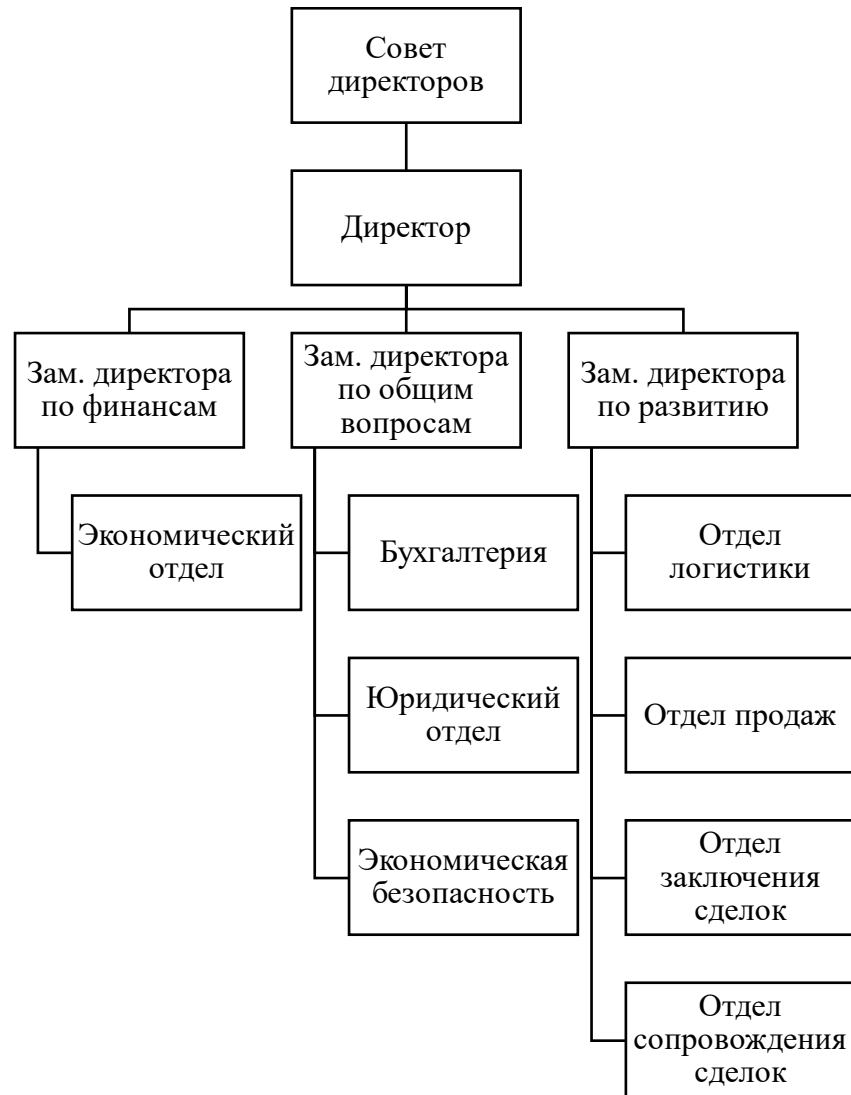 Совет
директоров
Директор
Зам. директора
по финансам
Зам. директора
по общим
вопросам
Зам. директора
по развитию
Экономический
отдел
Бухгалтерия
Отдел
логистики
Юридический
отдел
Отдел продаж
Экономическая
безопасность
Отдел
заключения
сделок
Отдел
сопровождения
сделок